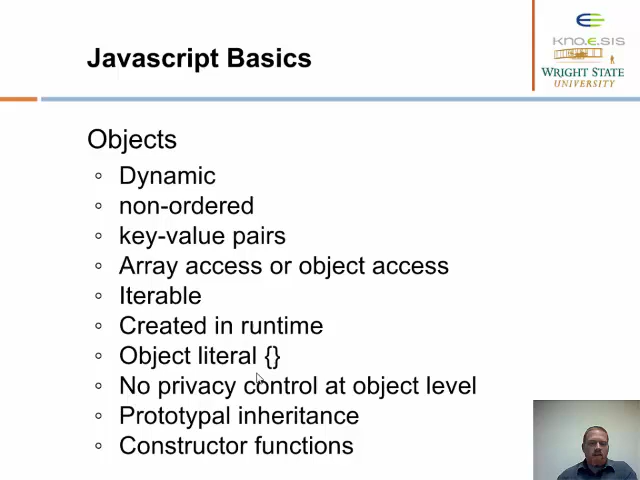 Javascript Basics
kno.e.sis
WRIGHT STATE
UNIVERSITY
Objects
Dynamic
non-ordered
key-value pairs
Array access or object access
Iterable
Created in runtime
Object literal {}
No privacy control at object level
Prototypal inheritance
Constructor functions